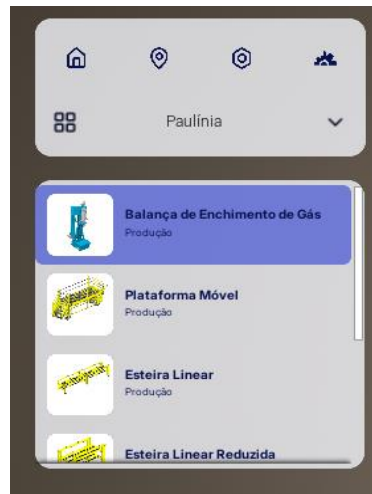 Paulínia
Balança de Enchimento de Gás
Produção
Plataforma Móvel
Produção
Esteira Linear
Produção
Esteira Linear Reduzida